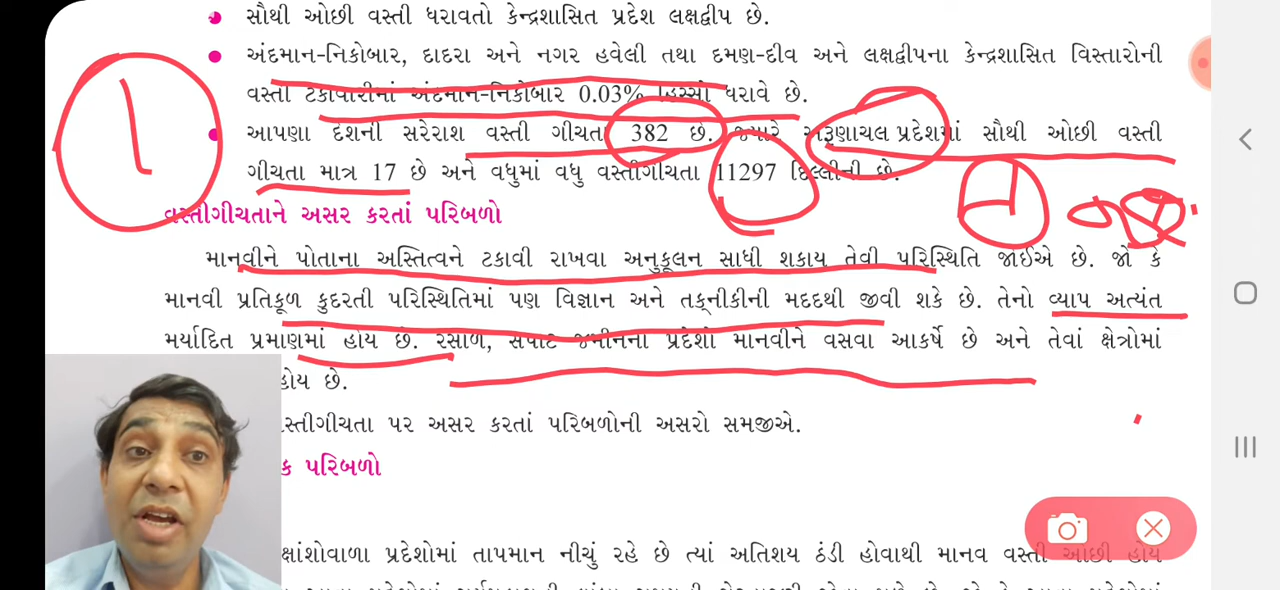 સૌથી ઓછી વસ્તી ધરાવતો કેન્દ્રશાસિત પ્રદેશ લક્ષદ્વીપ છે.
અંદમાન-નિકોબાર, દાદરા અને નગર હવેલી તથા દમણ-દીવ અને લક્ષદ્વીપના કેન્દ્રશાસિત વિસ્તારોની
વસ્તી ટકાવારીમાં અંદમાન-નિકોબાર 0.03% હિસ્સો ધરાવે છે.
આપણા દેશની સરેરાશ વસ્તી ગીચતા 382 છે. જ્યારે અરૂણાચલ પ્રદેશમાં સૌથી ઓછી વસ્તી
ગીચતા માત્ર 17 છે અને વધુમાં વધુ વસ્તીગીચતા 11297 દિલ્લીની છે.
વસ્તીગીચતાને અસર કરતાં પરિબળો
માનવીને પોતાના અસ્તિત્વને ટકાવી રાખવા અનુકૂલન સાધી શકાય તેવી પરિસ્થિતિ જોઈએ છે. જો કે
માનવી પ્રતિકૂળ કુદરતી પરિસ્થિતિમાં પણ વિજ્ઞાન અને તક્નીકીની મદદથી જીવી શકે છે. તેનો વ્યાપ અત્યંત
મર્યાદિત પ્રમાણમાં હોય છે. રસાળ, સપાટ જમીનના પ્રદેશો માનવીને વસવા આકર્ષે છે અને તેવાં ક્ષેત્રોમાં
હોય છે.
સ્તીગીચતા પર અસર કરતાં પરિબળોની અસરો સમજીએ.
ક પરિબળો
ક્ષાંશોવાળા પ્રદેશોમાં તાપમાન નીચું રહે છે ત્યાં અતિશય ઠંડી હોવાથી માનવ વસ્તી ઓછી હોય